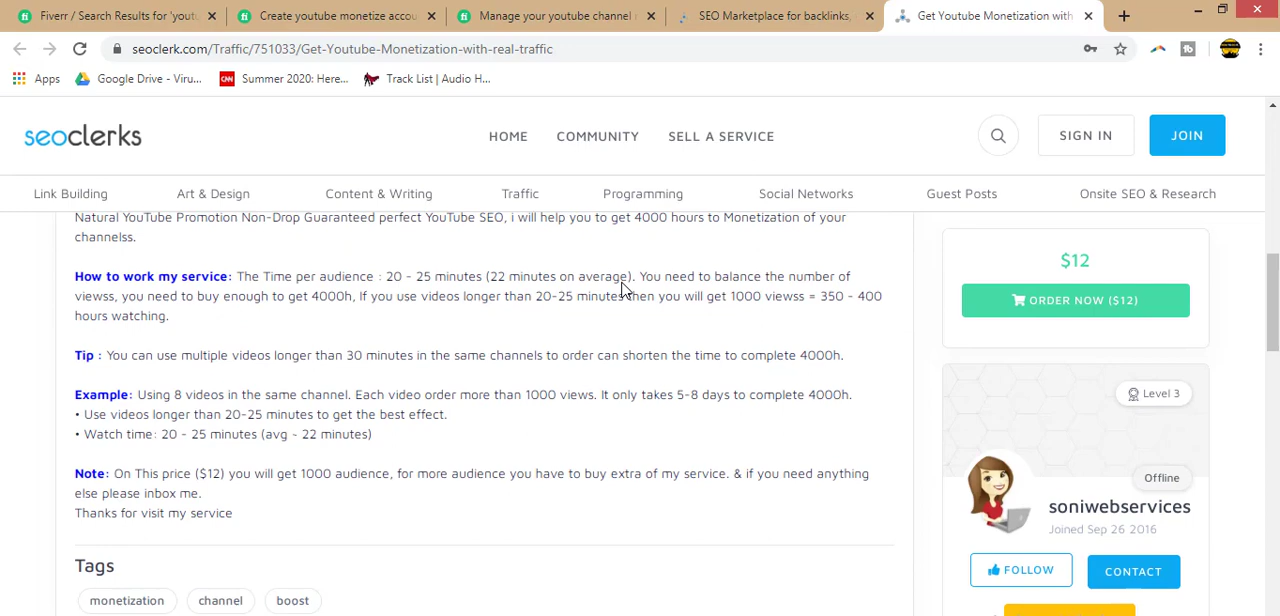 Fiverr / Search Results for 'yout
Create youtube monetize accou
Manage your youtube channel
SEO Marketplace for backlinks,
Get Youtube Monetization with
seoclerk.com/Traffic/751033/Get-Youtube-Monetization-with-real-traffic
Apps
Google Drive - Viru...
CNN
Summer 2020: Here...
Track List | Audio H...
seoclerks
HOME
COMMUNITY
SELL A SERVICE
SIGN IN
JOIN
Link Building
Art & Design
Content & Writing
Traffic
Programming
Social Networks
Guest Posts
Onsite SEO & Research
Natural YouTube Promotion Non-Drop Guaranteed perfect YouTube SEO, i will help you to get 4000 hours to Monetization of your
channelss.
How to work my service: The Time per audience : 20 - 25 minutes (22 minutes on average). You need to balance the number of
viewss, you need to buy enough to get 4000h, If you use videos longer than 20-25 minutes then you will get 1000 viewss = 350 - 400
hours watching.
Tip : You can use multiple videos longer than 30 minutes in the same channels to order can shorten the time to complete 4000h.
Example: Using 8 videos in the same channel. Each video order more than 1000 views. It only takes 5-8 days to complete 4000h.
• Use videos longer than 20-25 minutes to get the best effect.
• Watch time: 20 - 25 minutes (avg ~ 22 minutes)
Note: On This price ($12) you will get 1000 audience, for more audience you have to buy extra of my service. & if you need anything
else please inbox me.
Thanks for visit my service
Tags
monetization
channel
boost
$12
ORDER NOW ($12)
Level 3
Offline
soniwebservices
Joined Sep 26 2016
FOLLOW
CONTACT